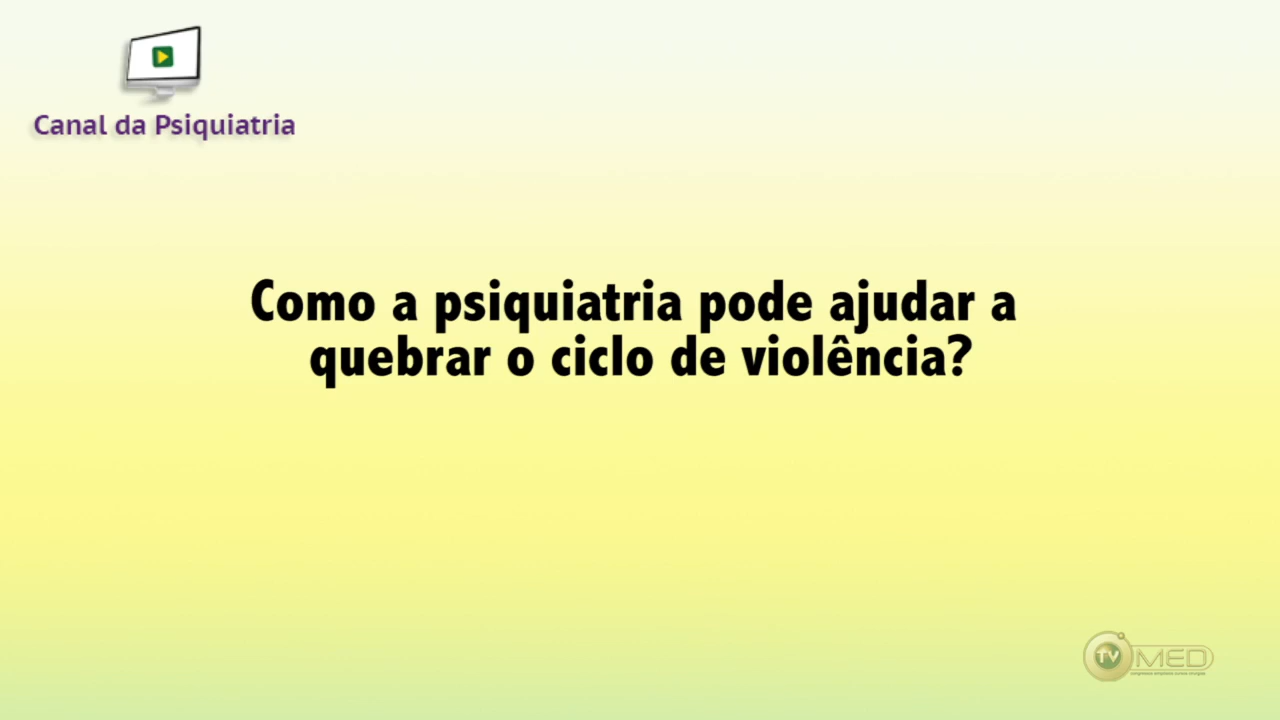 Canal da Psiquiatria
Como a psiquiatria pode ajudar a
quebrar o ciclo de violência?
TV MED